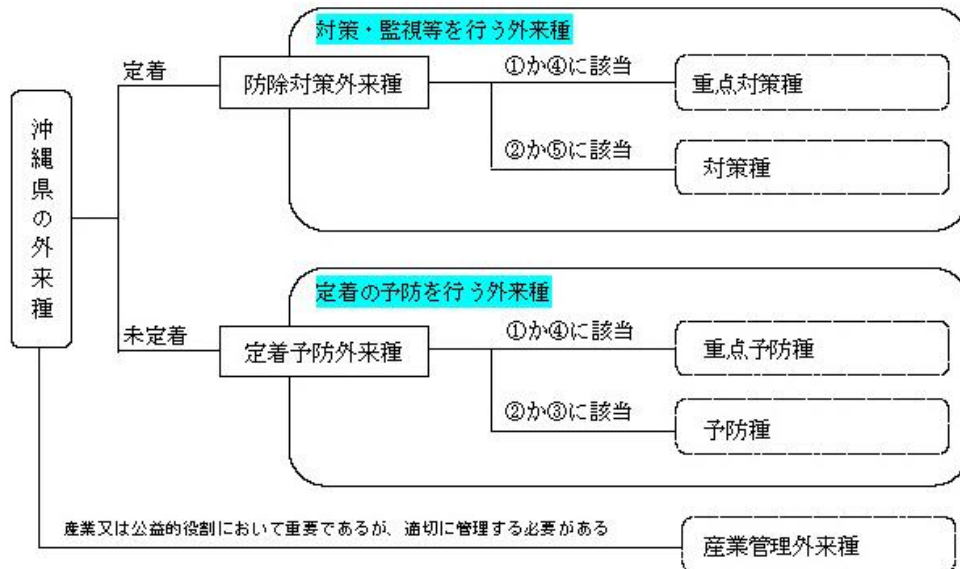 対策・監視等を行う外来種
定着
防除対策外来種
①か④に該当
重点対策種
②か⑤に該当
対策種
沖縄県の外来種
定着の予防を行う外来種
未定着
定着予防外来種
①か④に該当
重点予防種
②か③に該当
予防種
産業又は公益的役割において重要であるが、適切に管理する必要がある
産業管理外来種